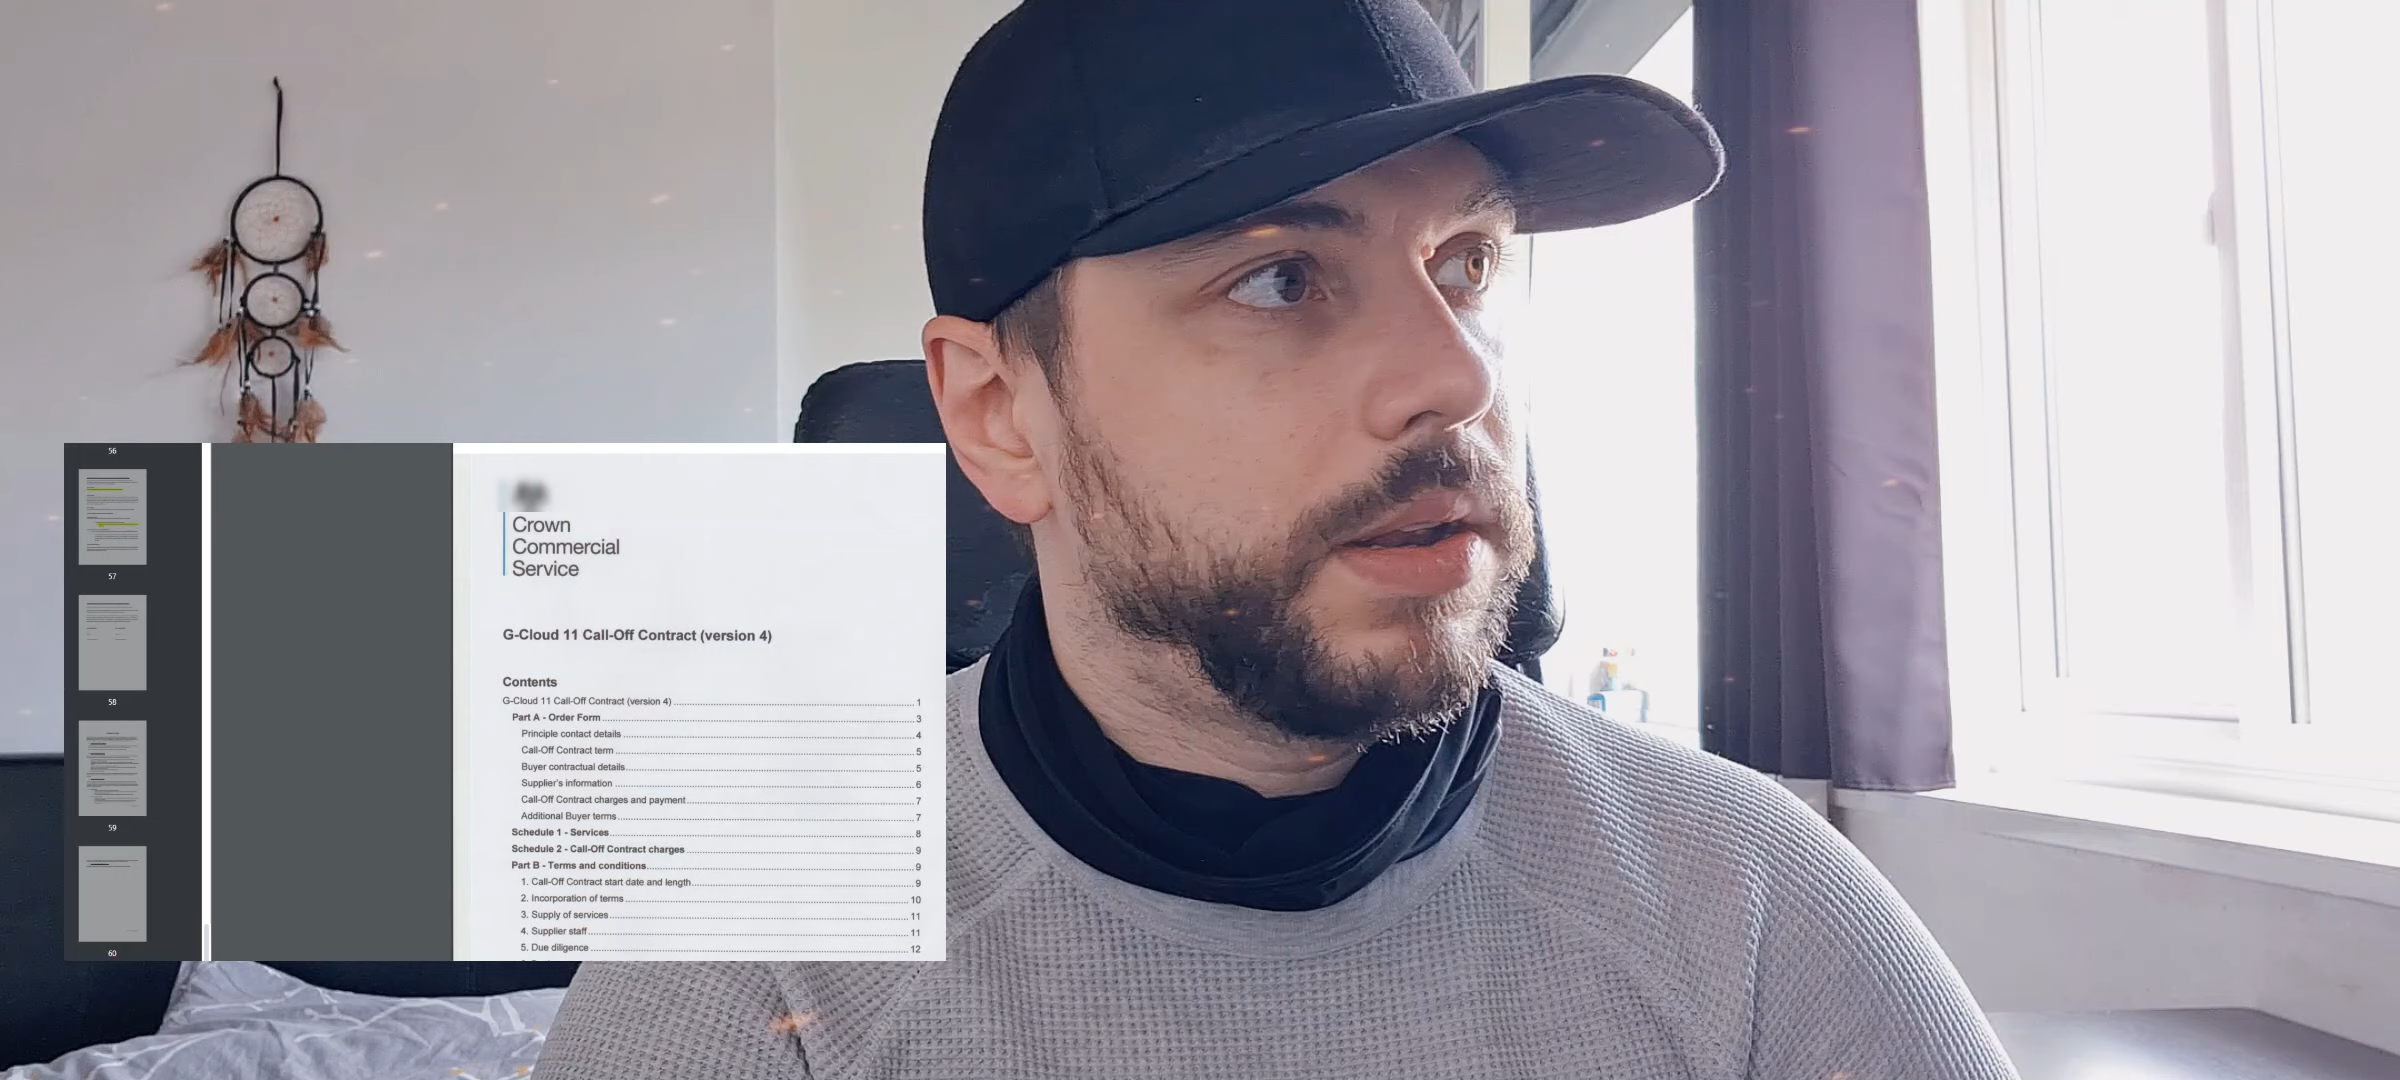 56
57
58
59
60
Crown
Commercial
Service
G-Cloud 11 Call-Off Contract (version 4)
Contents
G-Cloud 11 Call-Off Contract (version 4) 1
Part A - Order Form 3
Principle contact details 4
Call-Off Contract term 5
Buyer contractual details 5
Supplier's information 6
Call-Off Contract charges and payment 7
Additional Buyer terms 7
Schedule 1 - Services 8
Schedule 2 - Call-Off Contract charges 9
Part B - Terms and conditions 9
1. Call-Off Contract start date and length 9
2. Incorporation of terms 10
3. Supply of services 11
4. Supplier staff 11
5. Due diligence 12